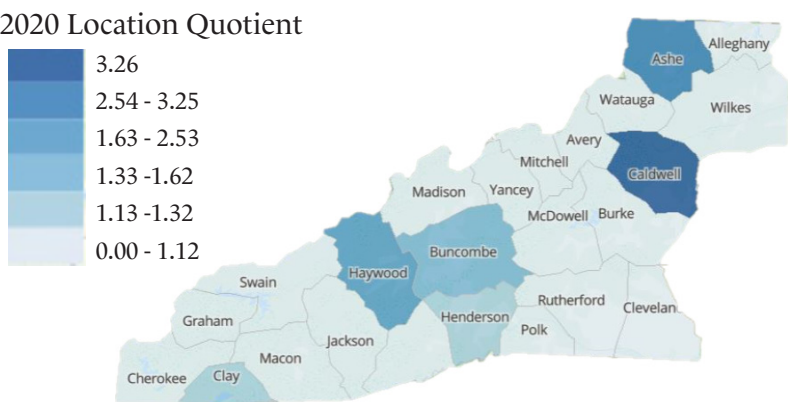 2020 Location Quotient
3.26
2.54 - 3.25
1.63 - 2.53
1.33 -1.62
1.13 -1.32
0.00 - 1.12
Ashe
Alleghany
Watauga
Wilkes
Avery
Mitchell
Caldwell
Madison
Yancey
McDowell
Burke
Buncombe
Haywood
Swain
Rutherford
Clevelan
Henderson
Graham
Polk
Jackson
Macon
Cherokee
Clay